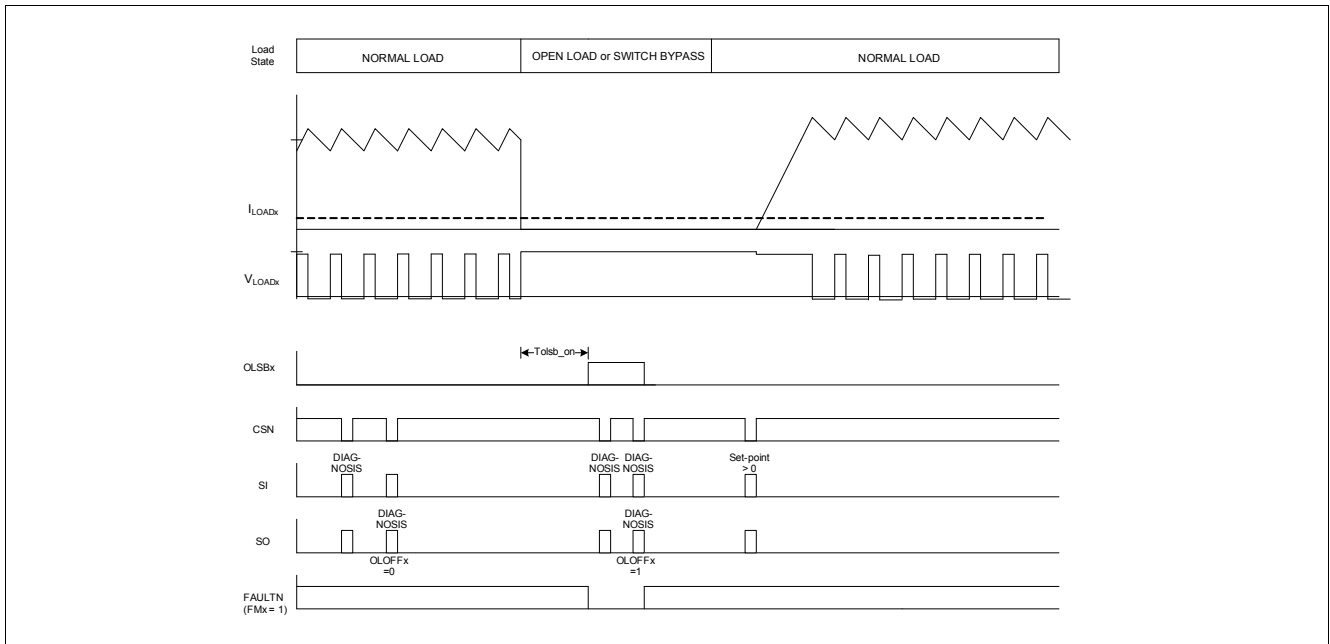 Load
State
NORMAL LOAD
OPEN LOAD or SWITCH BYPASS
NORMAL LOAD
ILOADx
VLOADx
Tolsb_on
OLSBx
CSN
DIAG-
NOSIS
DIAG-
NOSIS
DIAG-
NOSIS
Set-point
> 0
SI
DIAG-
NOSIS
DIAG-
NOSIS
SO
OLOFFx
=0
OLOFFx
=1
FAULTN
(FMx = 1)